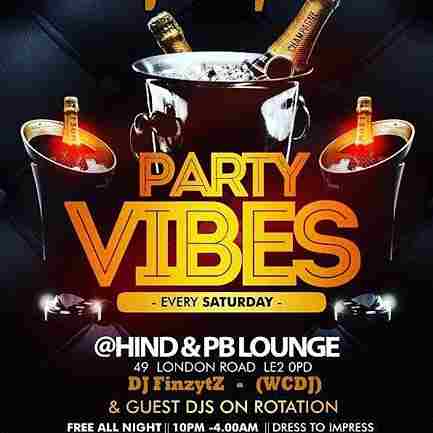 CHAMPAGNE
PARTY
VIBES
- EVERY SATURDAY -
@HIND & PB LOUNGE
49 LONDON ROAD LE2 0PD
DJ FinzytZ = (WCDJ)
& GUEST DJS ON ROTATION
FREE ALL NIGHT || 10PM -4.00AM || DRESS TO IMPRESS